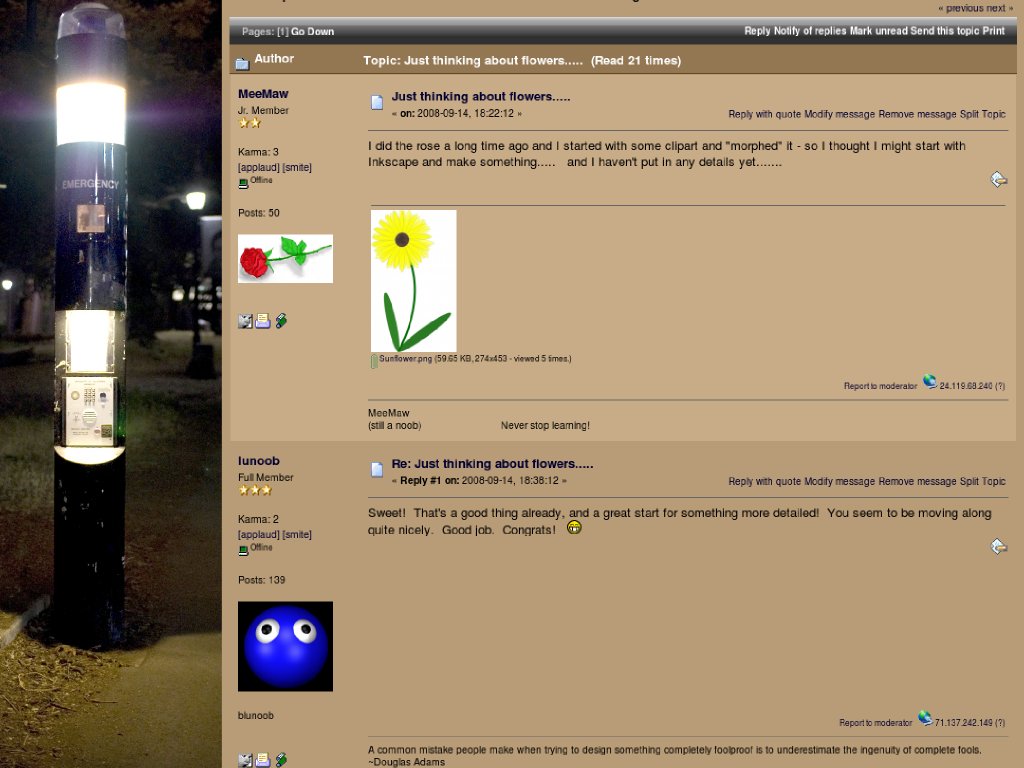 EMERGENCY
« previous next »
Pages: [1] Go Down
Reply Notify of replies Mark unread Send this topic Print
Author
Topic: Just thinking about flowers..... (Read 21 times)
MeeMaw
Jr. Member
Karma: 3
[applaud] [smite]
Offline
Posts: 50
Just thinking about flowers.....
« on: 2008-09-14, 18:22:12 »
Reply with quote Modify message Remove message Split Topic
I did the rose a long time ago and I started with some clipart and "morphed" it - so I thought I might start with
Inkscape and make something..... and I haven't put in any details yet.......
Sunflower.png (59.65 KB, 274x453 - viewed 5 times.)
Report to moderator 24.119.68.240 (?)
MeeMaw
(still a noob) Never stop learning!
lunoob
Full Member
Karma: 2
[applaud] [smite]
Offline
Posts: 139
blunoob
Re: Just thinking about flowers.....
« Reply #1 on: 2008-09-14, 18:38:12 »
Reply with quote Modify message Remove message Split Topic
Sweet! That's a good thing already, and a great start for something more detailed! You seem to be moving along
quite nicely. Good job. Congrats!
Report to moderator 71.137.242.149 (?)
A common mistake people make when trying to design something completely foolproof is to underestimate the ingenuity of complete fools.
~Douglas Adams